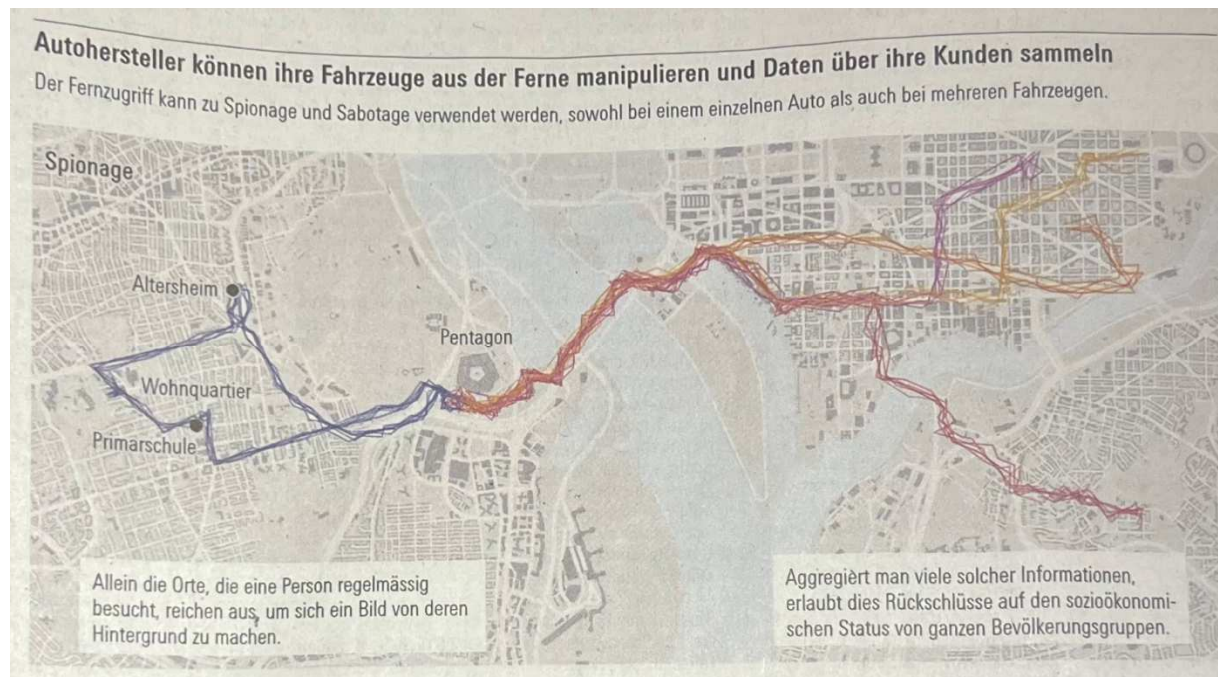 Autohersteller können ihre Fahrzeuge aus der Ferne manipulieren und Daten über ihre Kunden sammeln
Der Fernzugriff kann zu Spionage und Sabotage verwendet werden, sowohl bei einem einzelnen Auto als auch bei mehreren Fahrzeugen.
Spionage
Altersheim
Pentagon
Wohnquartier
Primarschule
Allein die Orte, die eine Person regelmässig
besucht, reichen aus, um sich ein Bild von deren
Hintergrund zu machen.
Aggregiert man viele solcher Informationen,
erlaubt dies Rückschlüsse auf den sozioökonomi-
schen Status von ganzen Bevölkerungsgruppen.